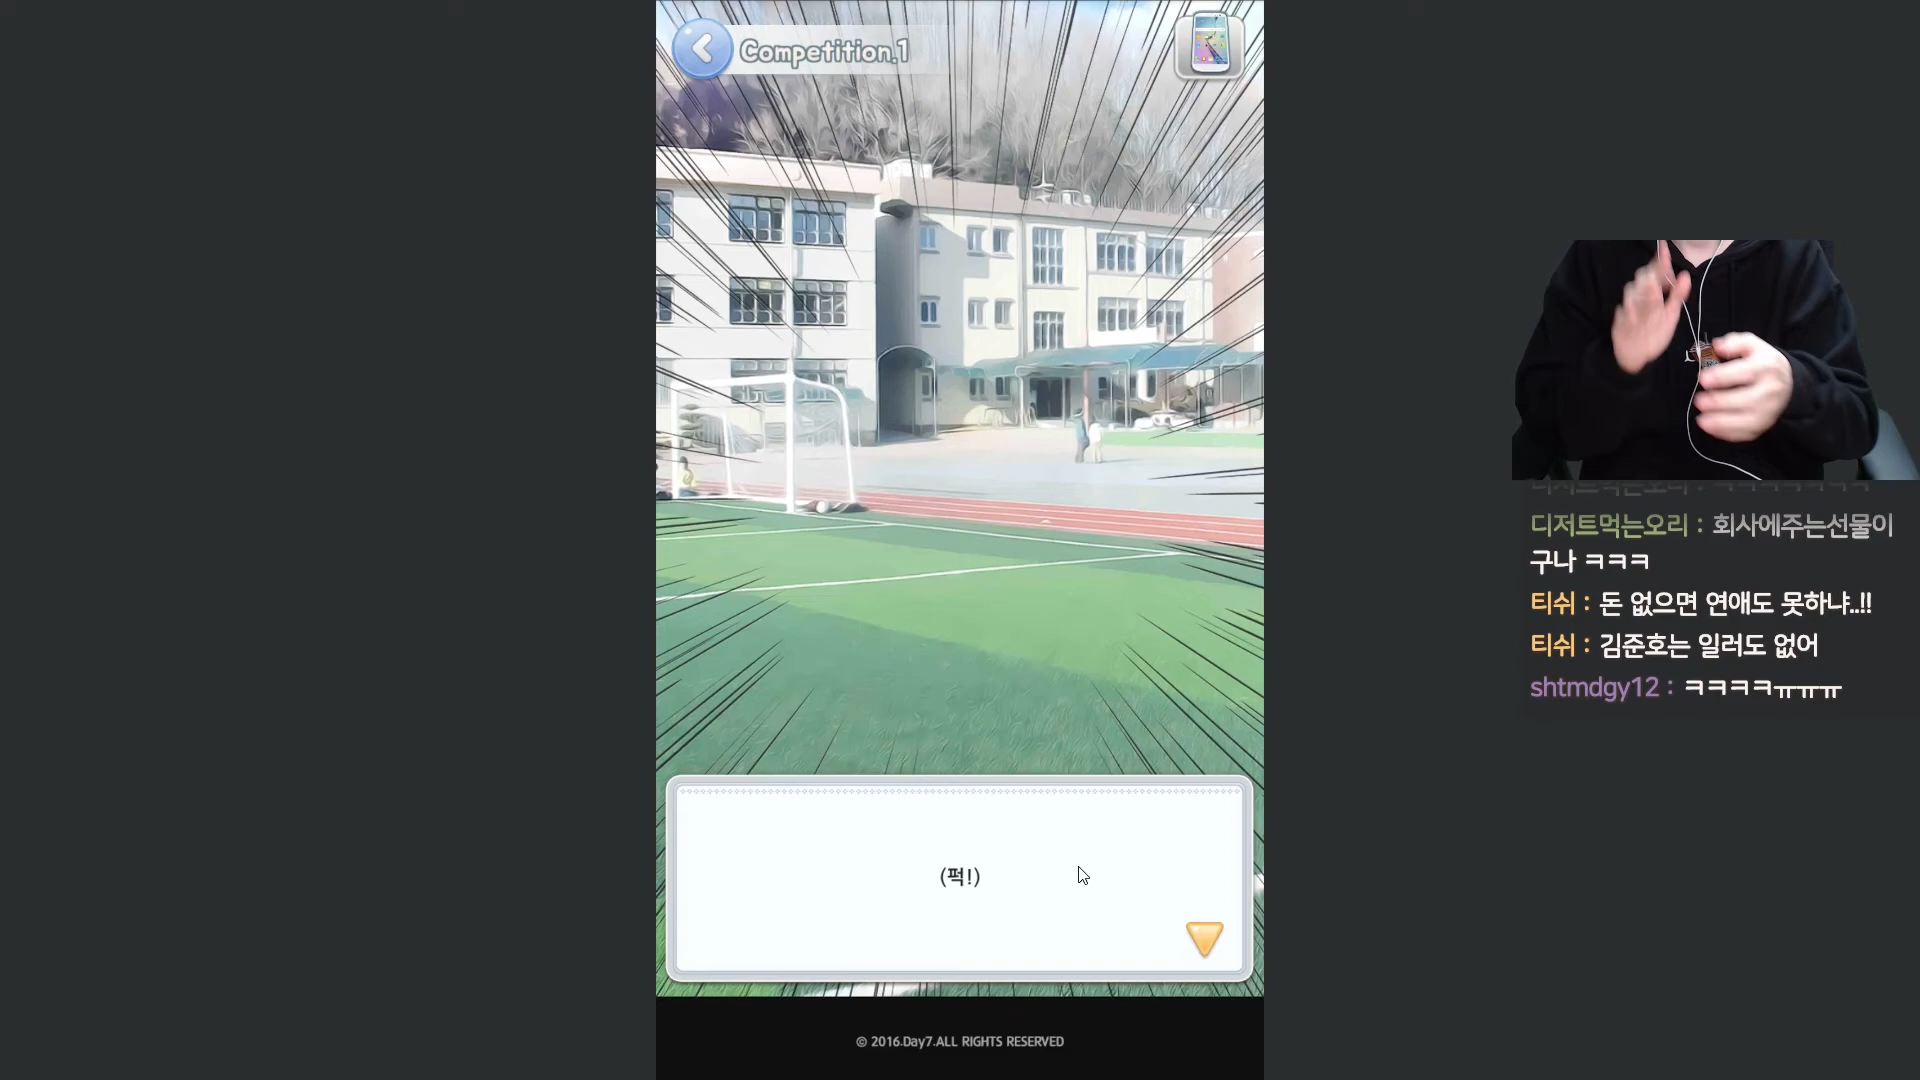 Competition.1
(퍽!)
© 2016.Day7.ALL RIGHTS RESERVED
디저트먹는오리 : 회사에주는선물이
구나 ㅋㅋㅋ
티쉬 : 돈 없으면 연애도 못하냐..!!
티쉬 : 김준호는 일러도 없어
shtmdgy12 : ㅋㅋㅋㅋㅠㅠㅠ